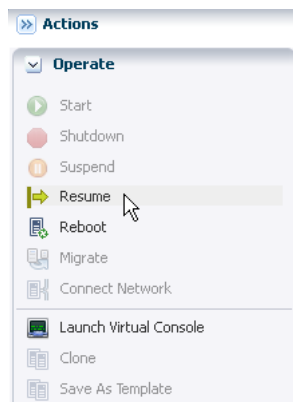 Actions
Operate
Start
Shutdown
Suspend
Resume
Reboot
Migrate
Connect Network
Launch Virtual Console
Clone
Save As Template